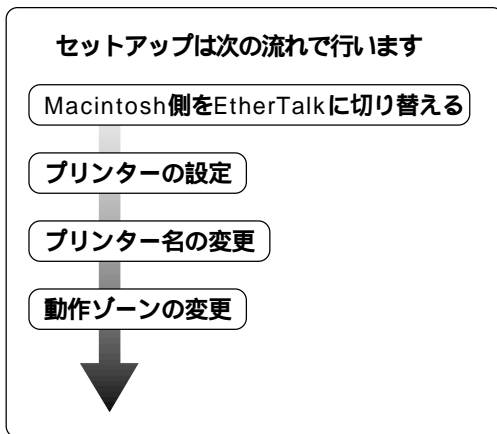 セットアップは次の流れで行います
Macintosh側をEtherTalkに切り替える
プリンターの設定
プリンター名の変更
動作ゾーンの変更